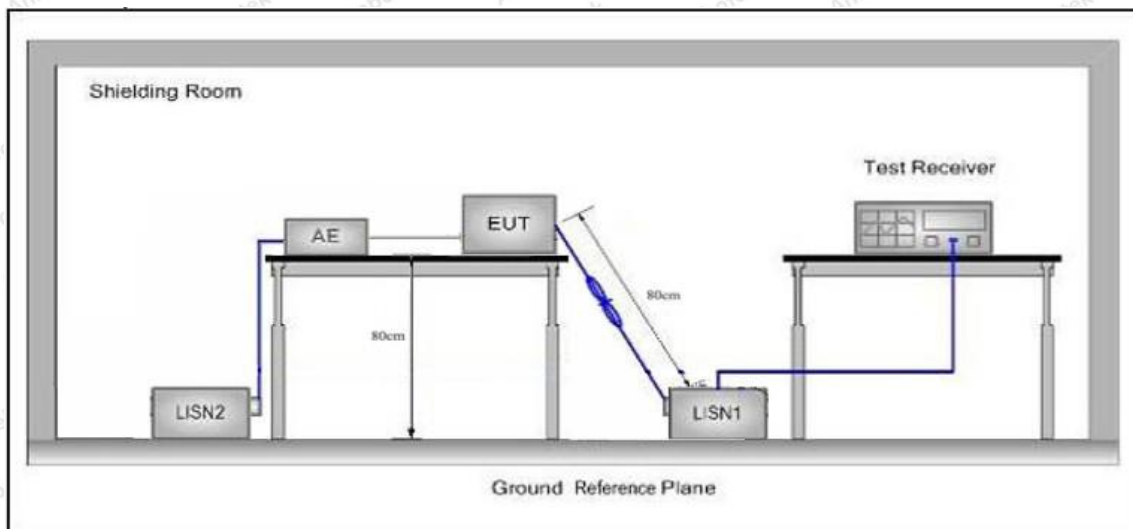 Shielding Room
Test Receiver
EUT
AE
80cm
80cm
LISN2
LISN1
Ground Reference Plane